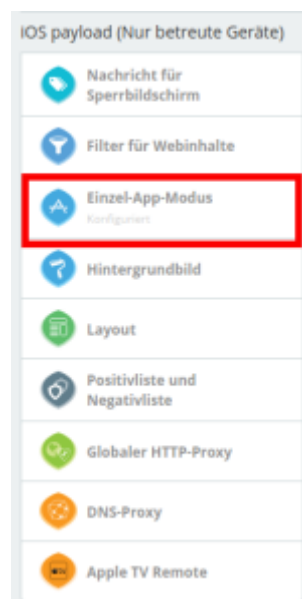 iOS payload (Nur betreute Geräte)
Nachricht für
Sperrbildschirm
Filter für Webinhalte
Einzel-App-Modus
Konfiguriert
Hintergrundbild
Layout
Positivliste und
Negativliste
Globaler HTTP-Proxy
DNS-Proxy
Apple TV Remote